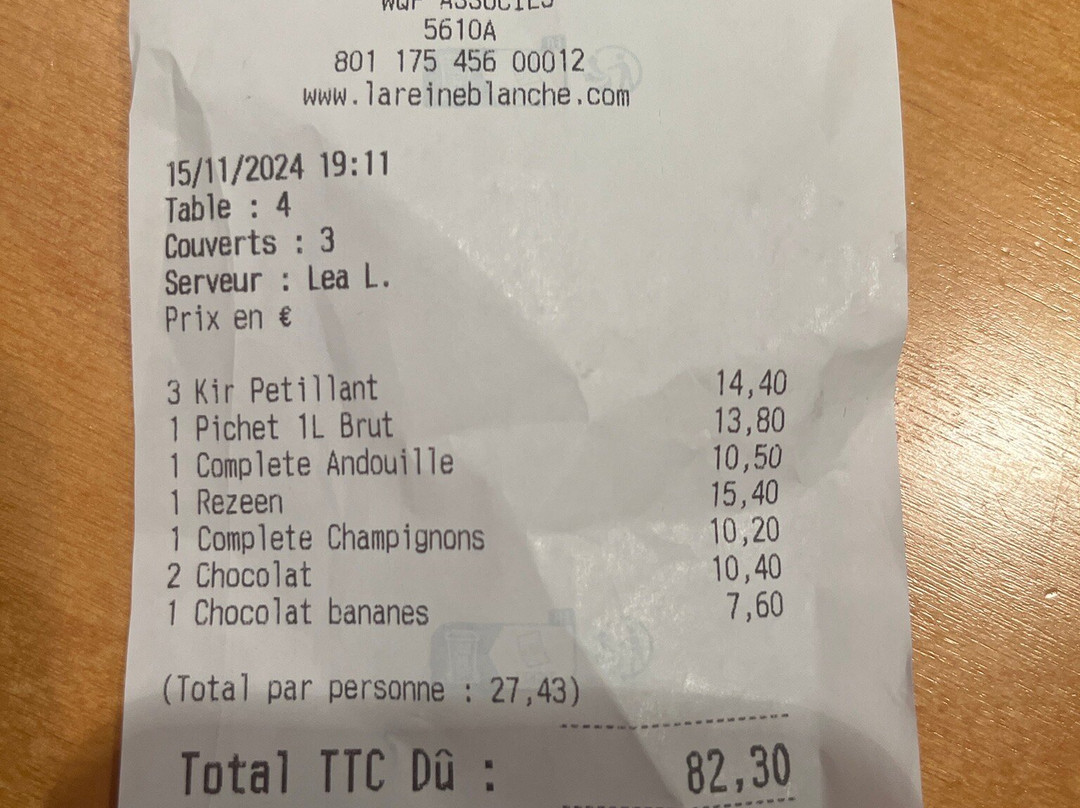 5610A
801 175 456 00012
www.lareineblanche.com
15/11/2024 19:11
Table : 4
Couverts : 3
Serveur : Lea L.
Prix en €
3 Kir Petillant 14,40
1 Pichet 1L Brut 13,80
1 Complete Andouille 10,50
1 Rezeen 15,40
1 Complete Champignons 10,20
2 Chocolat 10,40
1 Chocolat bananes 7,60
(Total par personne : 27,43)
Total TTC Dû : 82,30